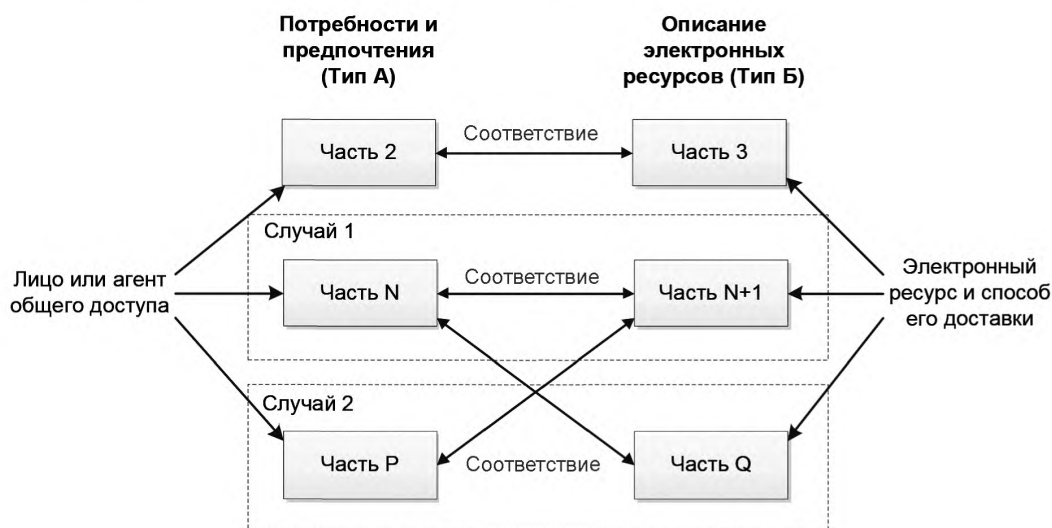 Потребности и
предпочтения
(Тип А)
Описание
электронных
ресурсов (Тип Б)
Часть 2
Соответствие
Часть 3
Случай 1
Лицо или агент
общего доступа
Часть N
Соответствие
Часть N+1
Электронный
ресурс и способ
его доставки
Случай 2
Часть P
Соответствие
Часть Q